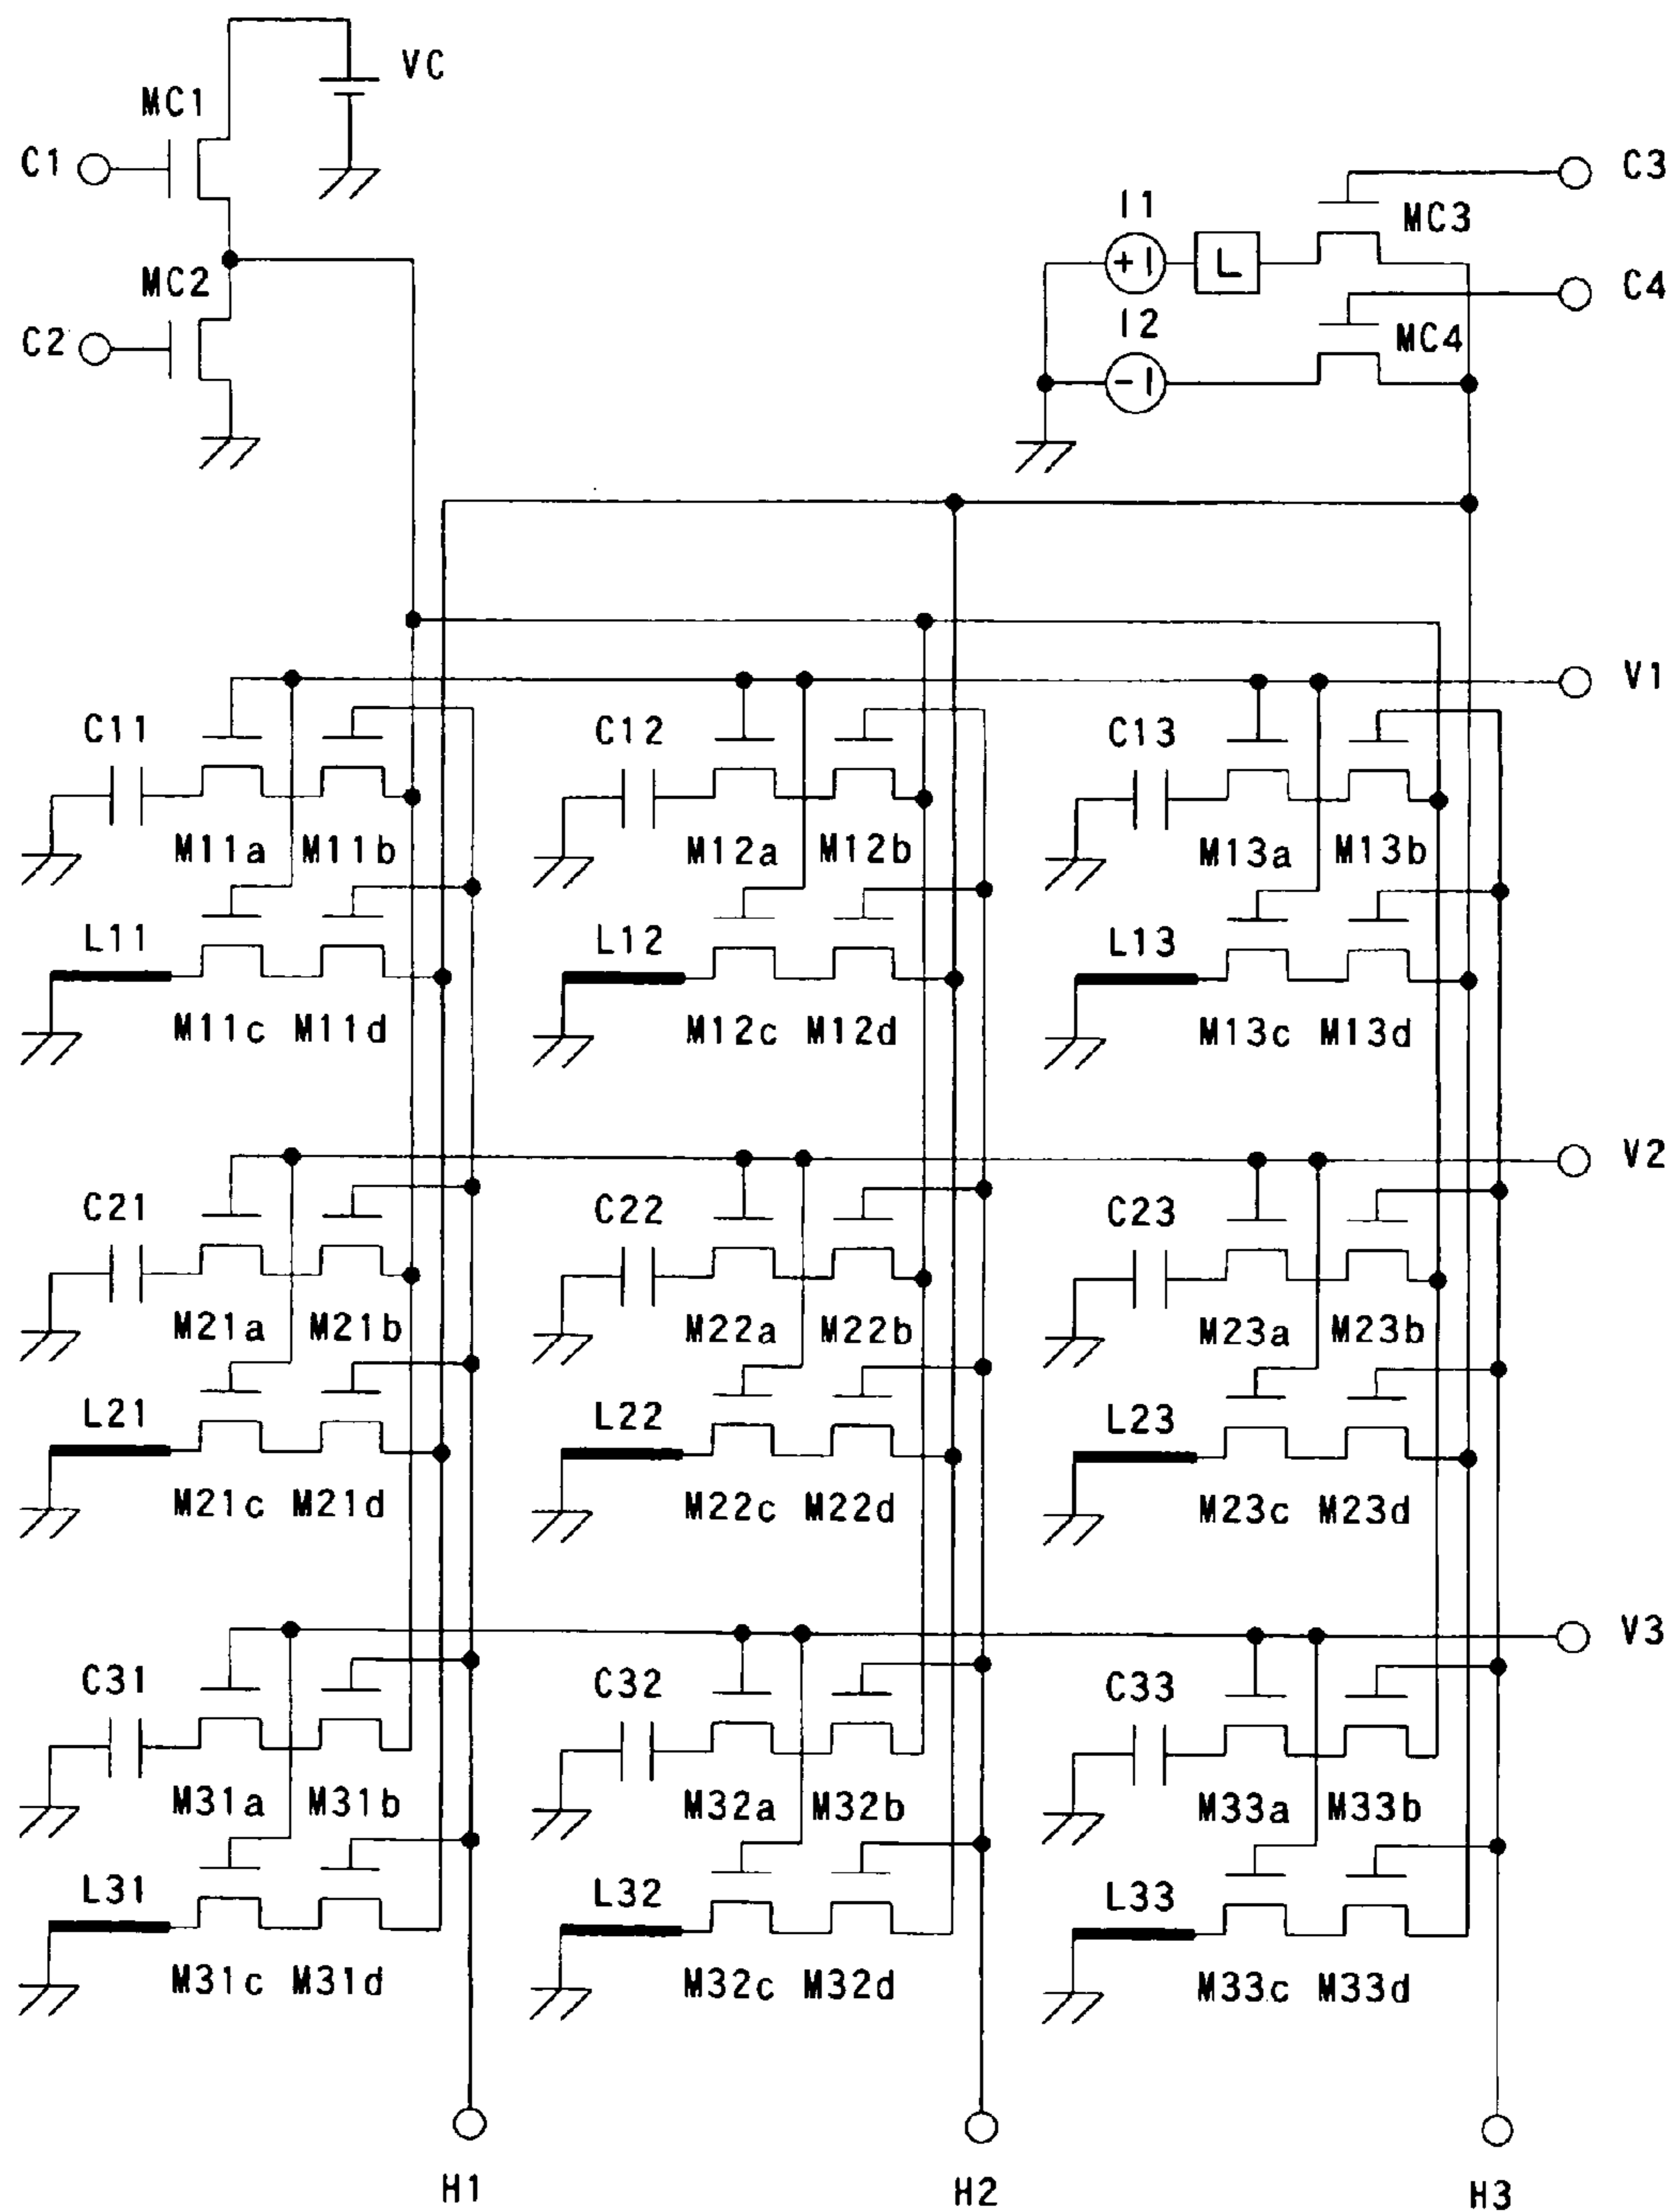 VC
MC1
C1
MC2
C2
C3
I1
MC3
+I
L
C4
I2
MC4
-I
V1
C11
C12
C13
M11a M11b
M12a M12b
M13a M13b
L11
L12
L13
M11c M11d
M12c M12d
M13c M13d
V2
C21
C22
C23
M21a M21b
M22a M22b
M23a M23b
L21
L22
L23
M21c M21d
M22c M22d
M23c M23d
V3
C31
C32
C33
M31a M31b
M32a M32b
M33a M33b
L31
L32
L33
M31c M31d
M32c M32d
M33c M33d
H1
H2
H3